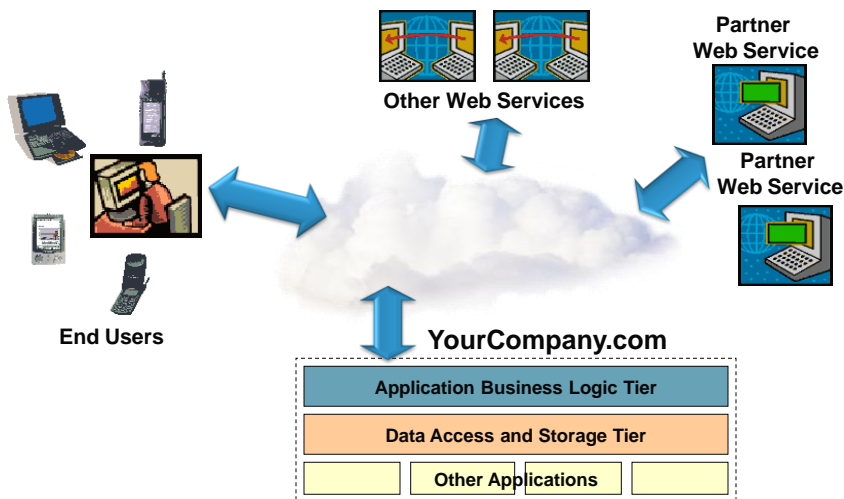 Partner
Web Service
Other Web Services
Partner
Web Service
End Users
YourCompany.com
Application Business Logic Tier
Data Access and Storage Tier
Other Applications